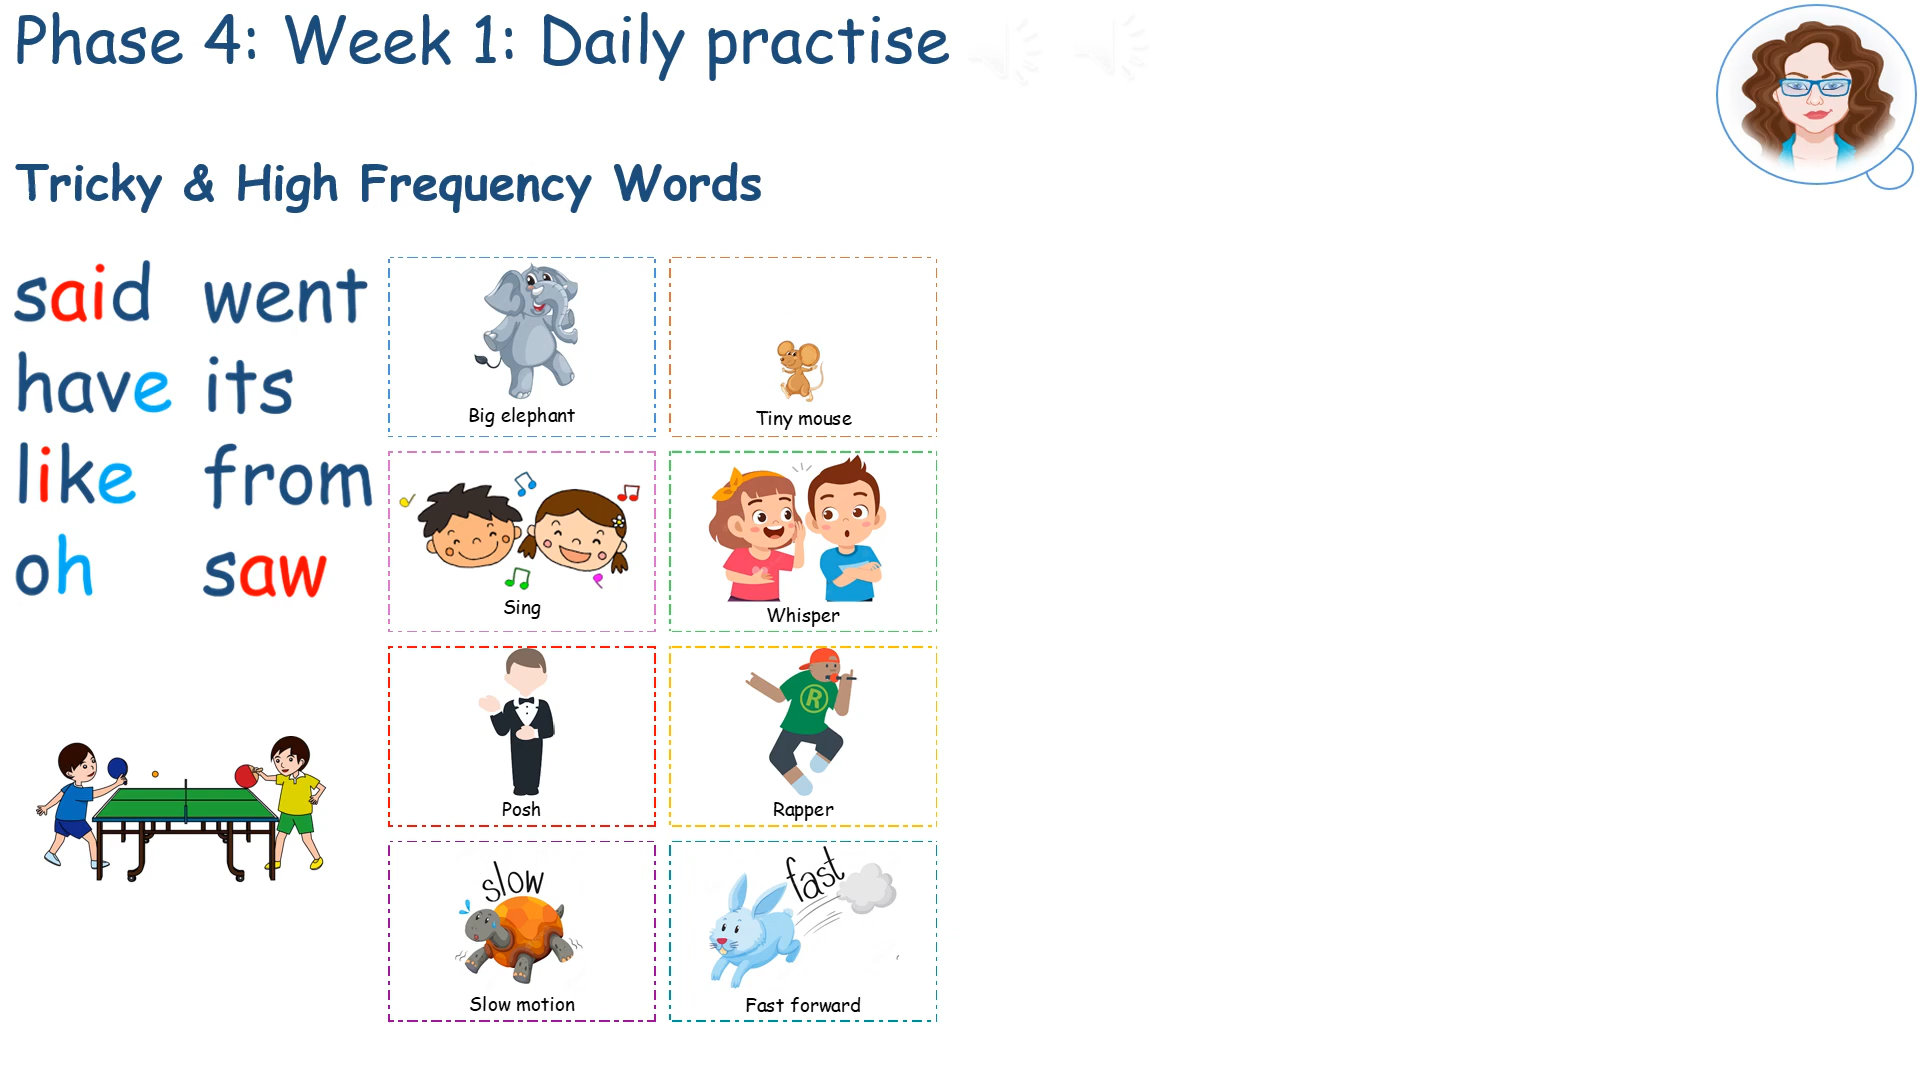 Phase 4: Week 1: Daily practise
Tricky & High Frequency Words
said went
have its
like from
oh saw
Big elephant
Tiny mouse
Sing
Whisper
Posh
R
Rapper
slow
Slow motion
fast
Fast forward